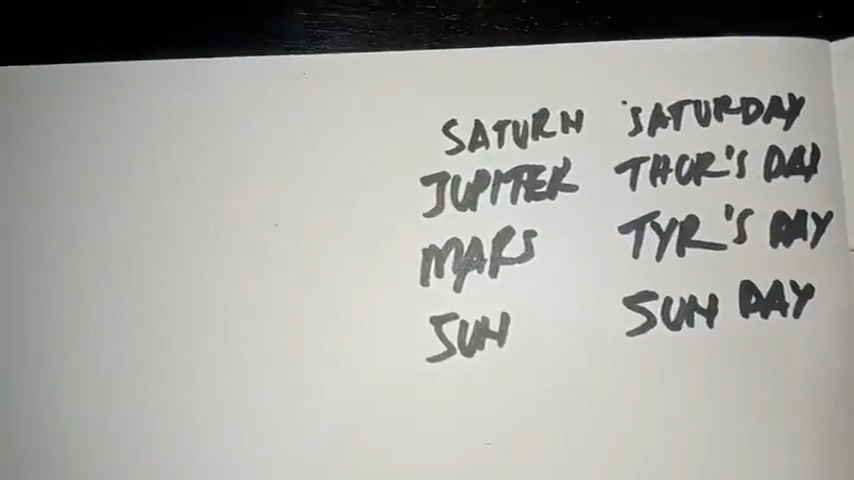 SATURN SATURDAY
JUPITER THOR'S DAY
MARS TYR'S DAY
SUN SUN DAY